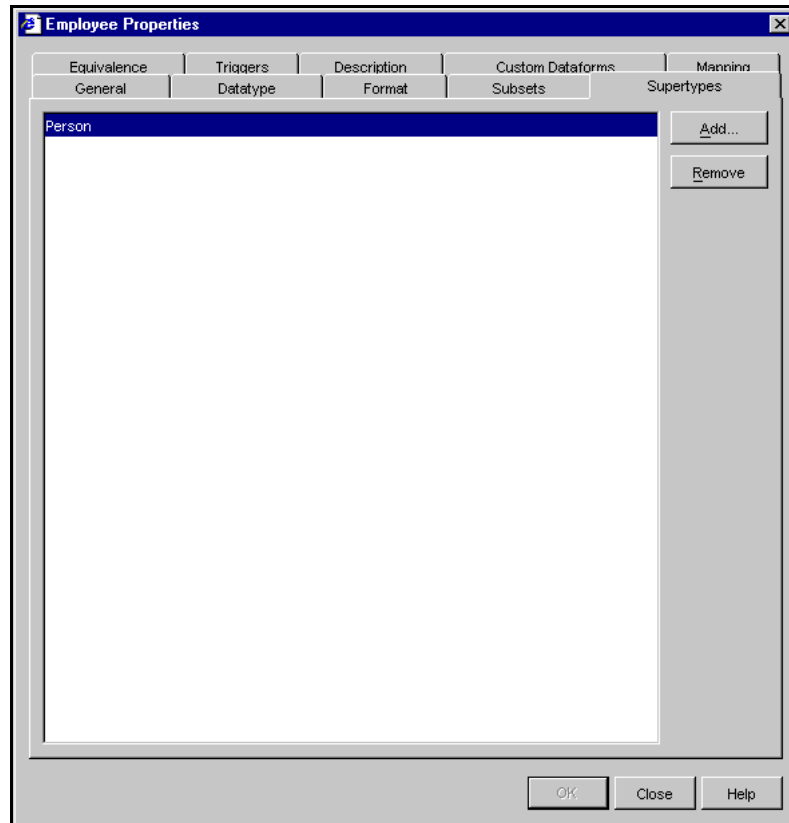 Employee Properties
Equivalence Triggers Description Custom Dataforms Mapping
General Datatype Format Subsets Supertypes
Person
Add...
Remove
OK Close Help